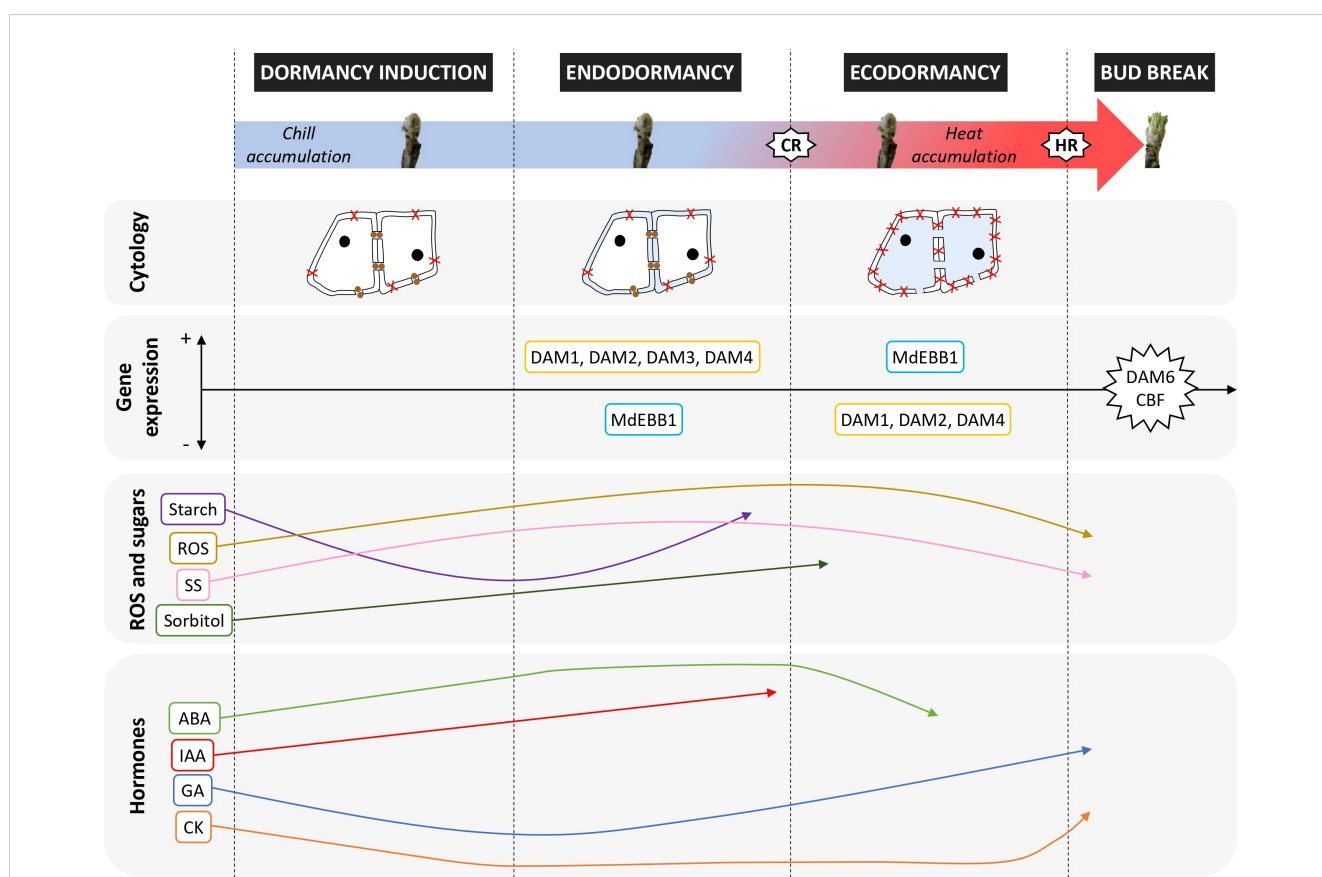 DORMANCY INDUCTION
ENDODORMANCY
ECODORMANCY
BUD BREAK
Chill
accumulation
CR
Heat
accumulation
HR
Cytology
Gene
expression
+
-
DAM1, DAM2, DAM3, DAM4
MdEBB1
MdEBB1
DAM1, DAM2, DAM4
DAM6
CBF
ROS and sugars
Starch
ROS
SS
Sorbitol
Hormones
ABA
IAA
GA
CK